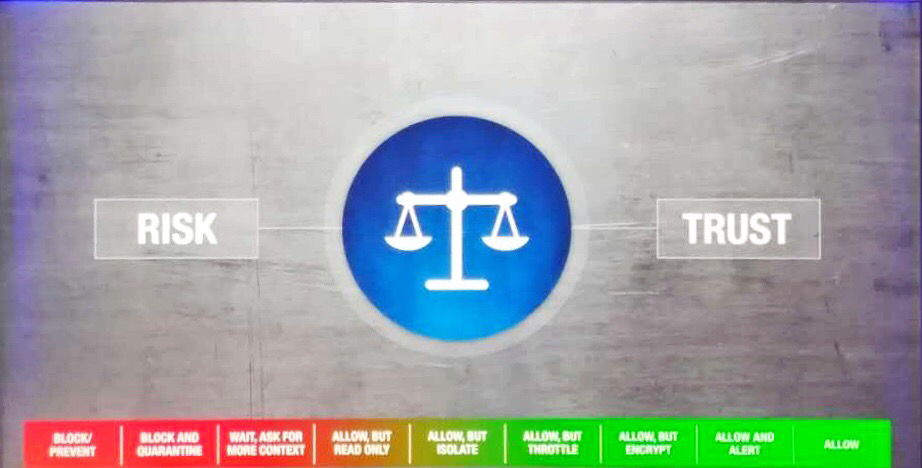 RISK
TRUST
BLOCK/
PREVENT
BLOCK AND
QUARANTINE
WAIT, ASK FOR
MORE CONTEXT
ALLOW, BUT
READ ONLY
ALLOW, BUT
ISOLATE
ALLOW, BUT
THROTTLE
ALLOW, BUT
ENCRYPT
ALLOW AND
ALERT
ALLOW